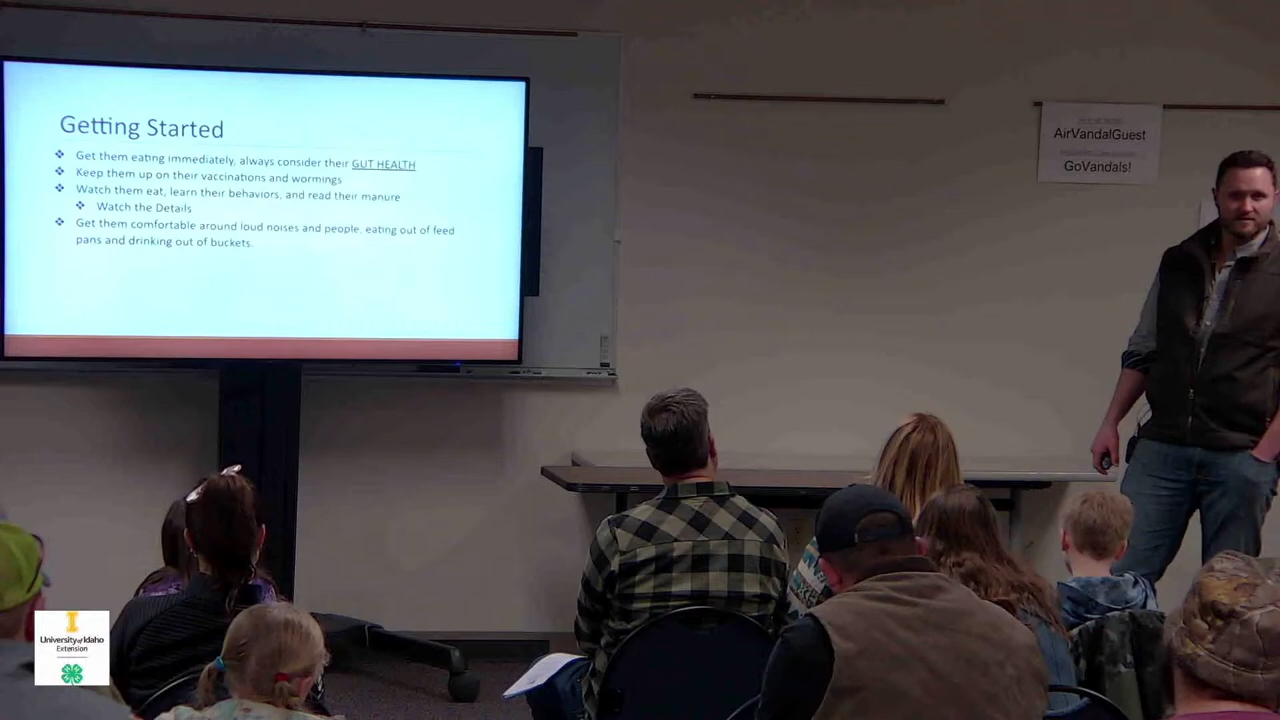 Getting Started
Get them eating immediately, always consider their GUT HEALTH
Keep them up on their vaccinations and wormings
Watch them eat, learn their behaviors, and read their manure
Watch the Details
Get them comfortable around loud noises and people, eating out of feed
pans and drinking out of buckets.
AirVandalGuest
GoVandals!
I
University of Idaho
Extension